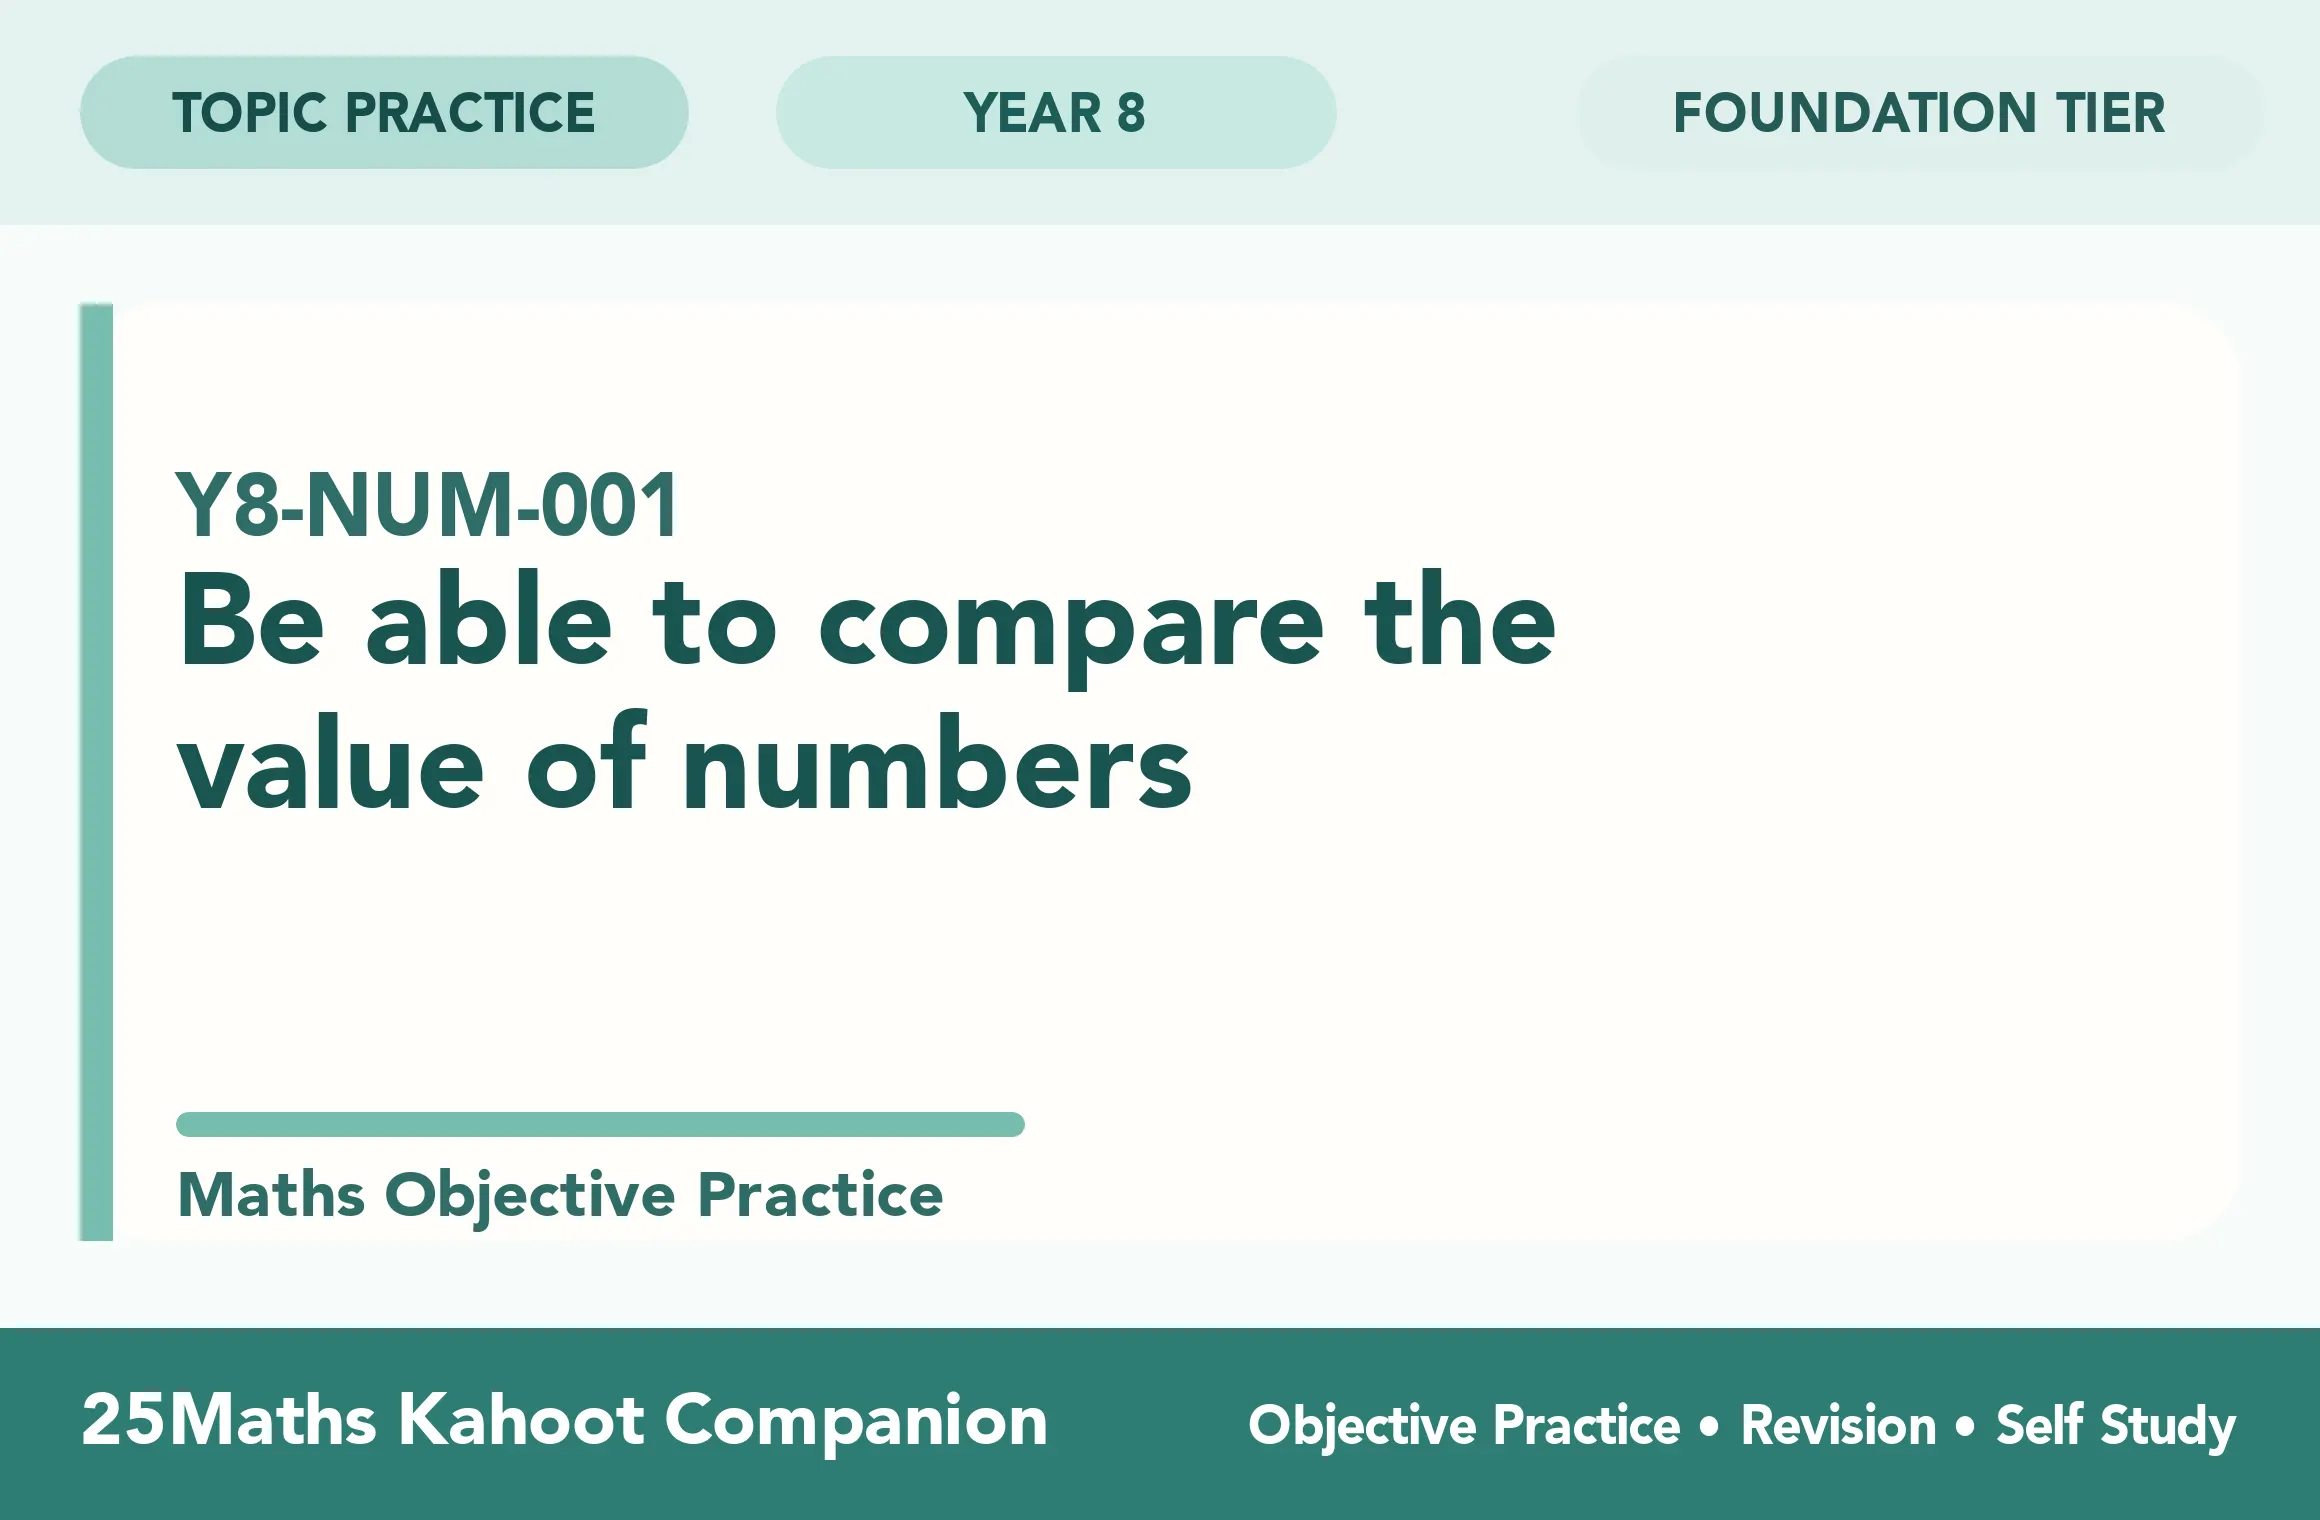 TOPIC PRACTICE
YEAR 8
FOUNDATION TIER
Y8-NUM-001
Be able to compare the
value of numbers
Maths Objective Practice
25Maths Kahoot Companion
Objective Practice • Revision • Self Study